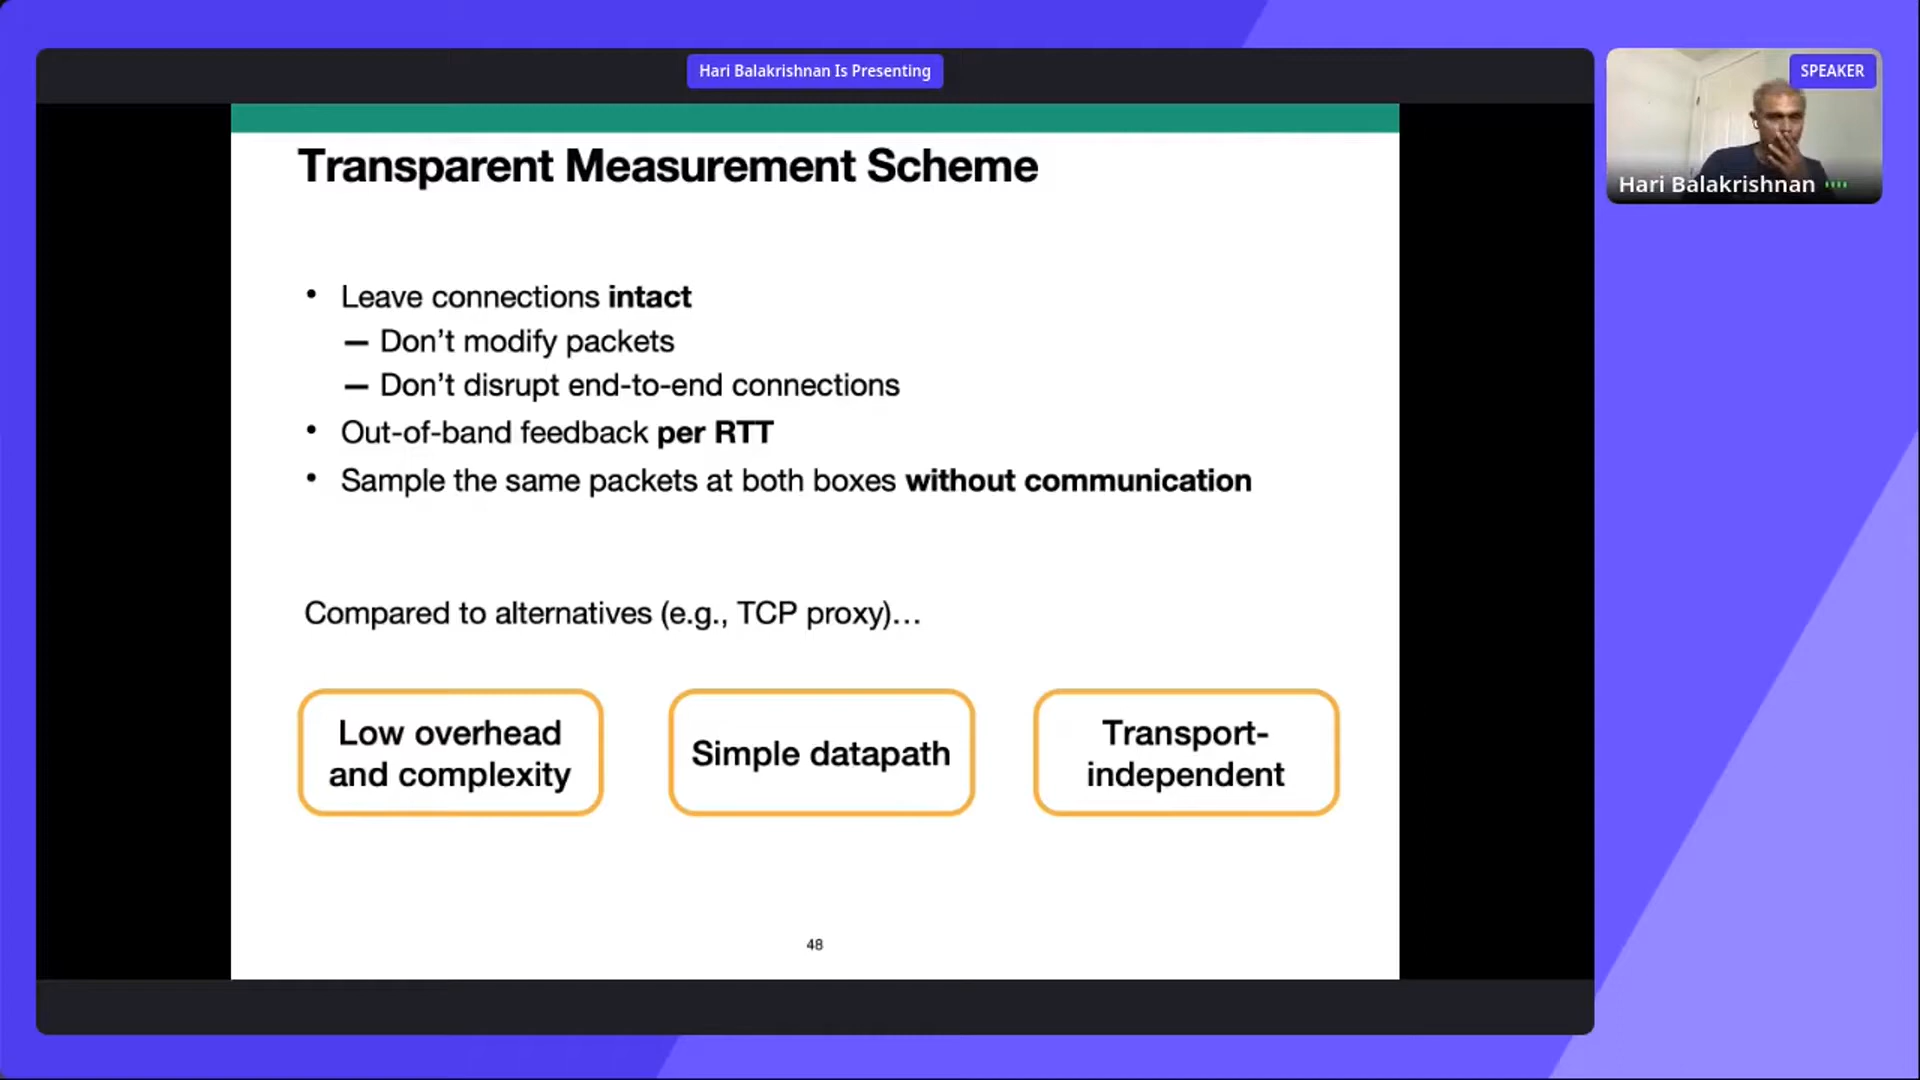 Hari Balakrishnan Is Presenting
SPEAKER
Hari Balakrishnan
Transparent Measurement Scheme
• Leave connections intact
– Don’t modify packets
– Don’t disrupt end-to-end connections
• Out-of-band feedback per RTT
• Sample the same packets at both boxes without communication
Compared to alternatives (e.g., TCP proxy)…
Low overhead
and complexity
Simple datapath
Transport-
independent
48